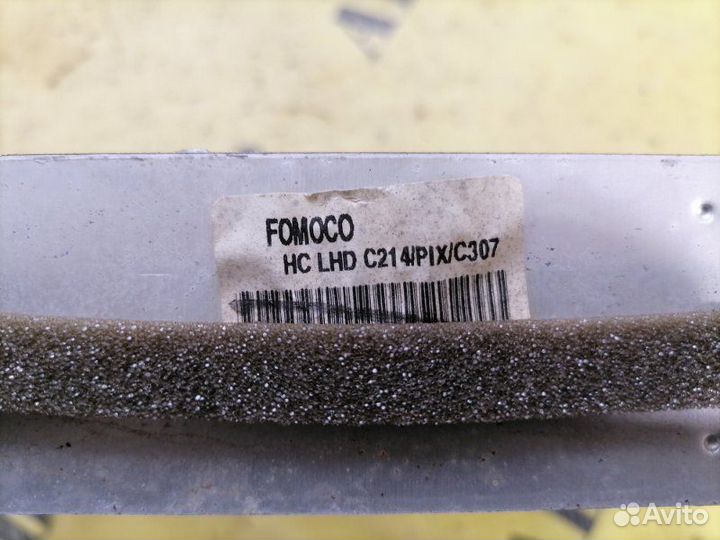 FOMOCO
HC LHD C214/PIX/C307
Avito